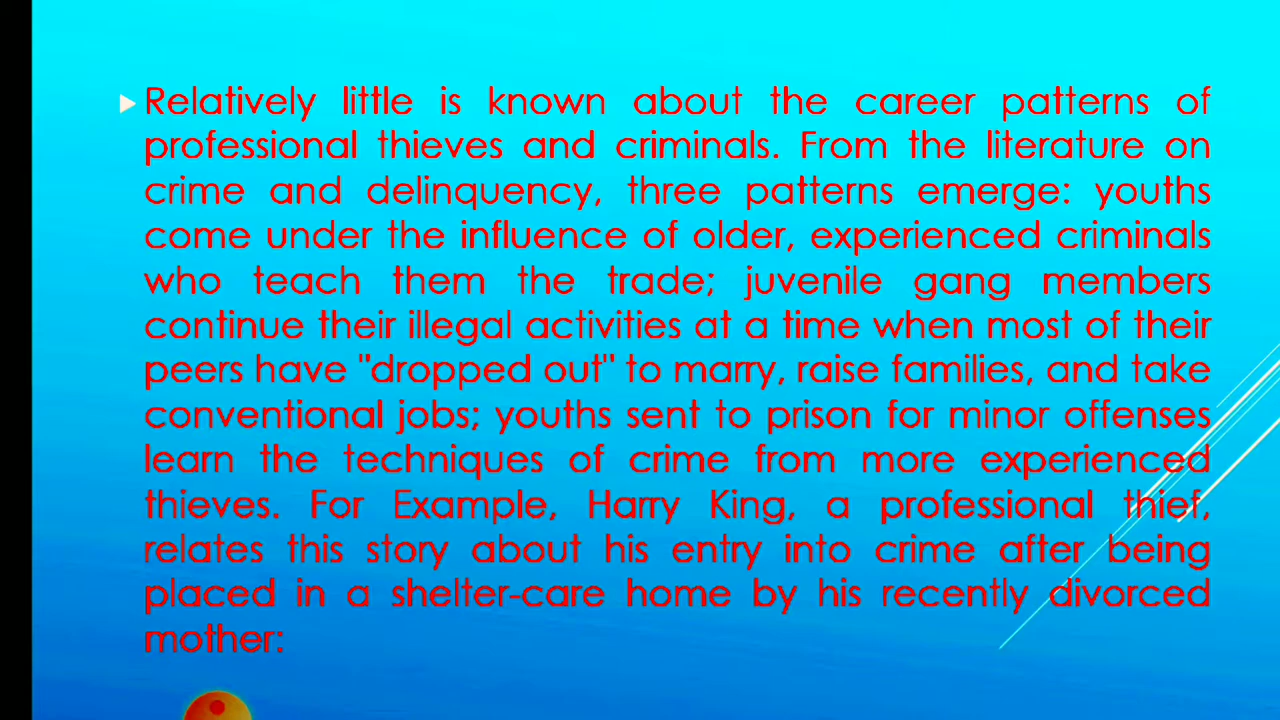 Relatively little is known about the career patterns of
professional thieves and criminals. From the literature on
crime and delinquency, three patterns emerge: youths
come under the influence of older, experienced criminals
who teach them the trade; juvenile gang members
continue their illegal activities at a time when most of their
peers have "dropped out" to marry, raise families, and take
conventional jobs; youths sent to prison for minor offenses
learn the techniques of crime from more experienced
thieves. For Example, Harry King, a professional thief,
relates this story about his entry into crime after being
placed in a shelter-care home by his recently divorced
mother: